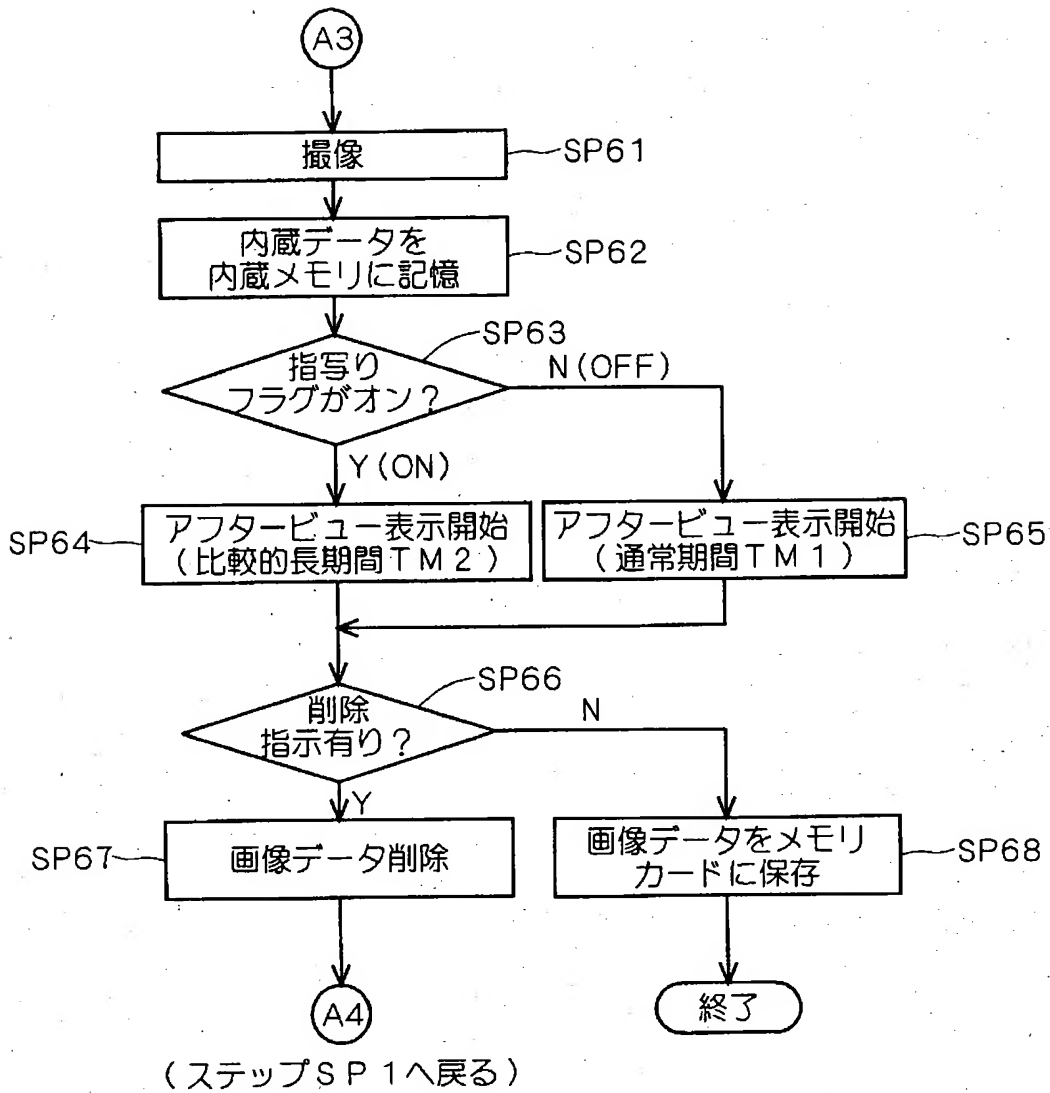 A3
撮像
SP61
内蔵データを
内蔵メモリに記憶
SP62
SP63
指写り
フラグがオン？
N(OFF)
Y(ON)
SP64
アフタービュー表示開始
(比較的長期間ＴＭ２)
アフタービュー表示開始
(通常期間ＴＭ１)
SP65
SP66
削除
指示有り？
N
Y
SP67
画像データ削除
画像データをメモリ
カードに保存
SP68
A4
終了
(ステップＳＰ１へ戻る)